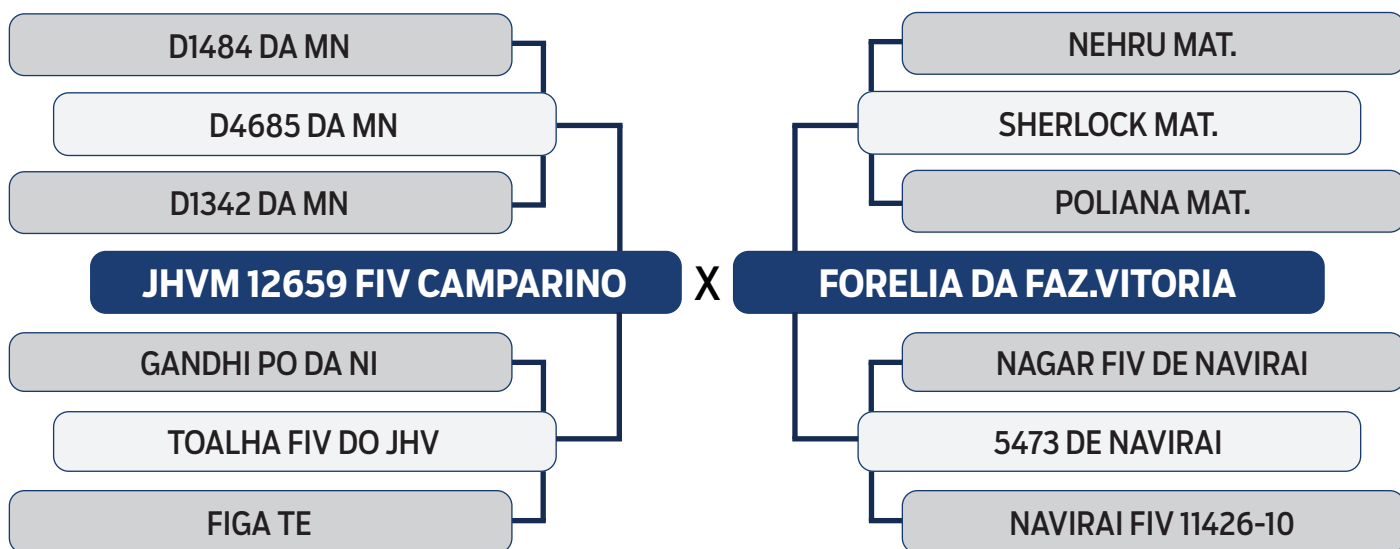 D1484 DA MN
D4685 DA MN
D1342 DA MN
JHVM 12659 FIV CAMPARINO
GANDHI PO DA NI
TOALHA FIV DO JHV
FIGA TE
X
NEHRU MAT.
SHERLOCK MAT.
POLIANA MAT.
FORELIA DA FAZ.VITORIA
NAGAR FIV DE NAVIRAI
5473 DE NAVIRAI
NAVIRAI FIV 11426-10